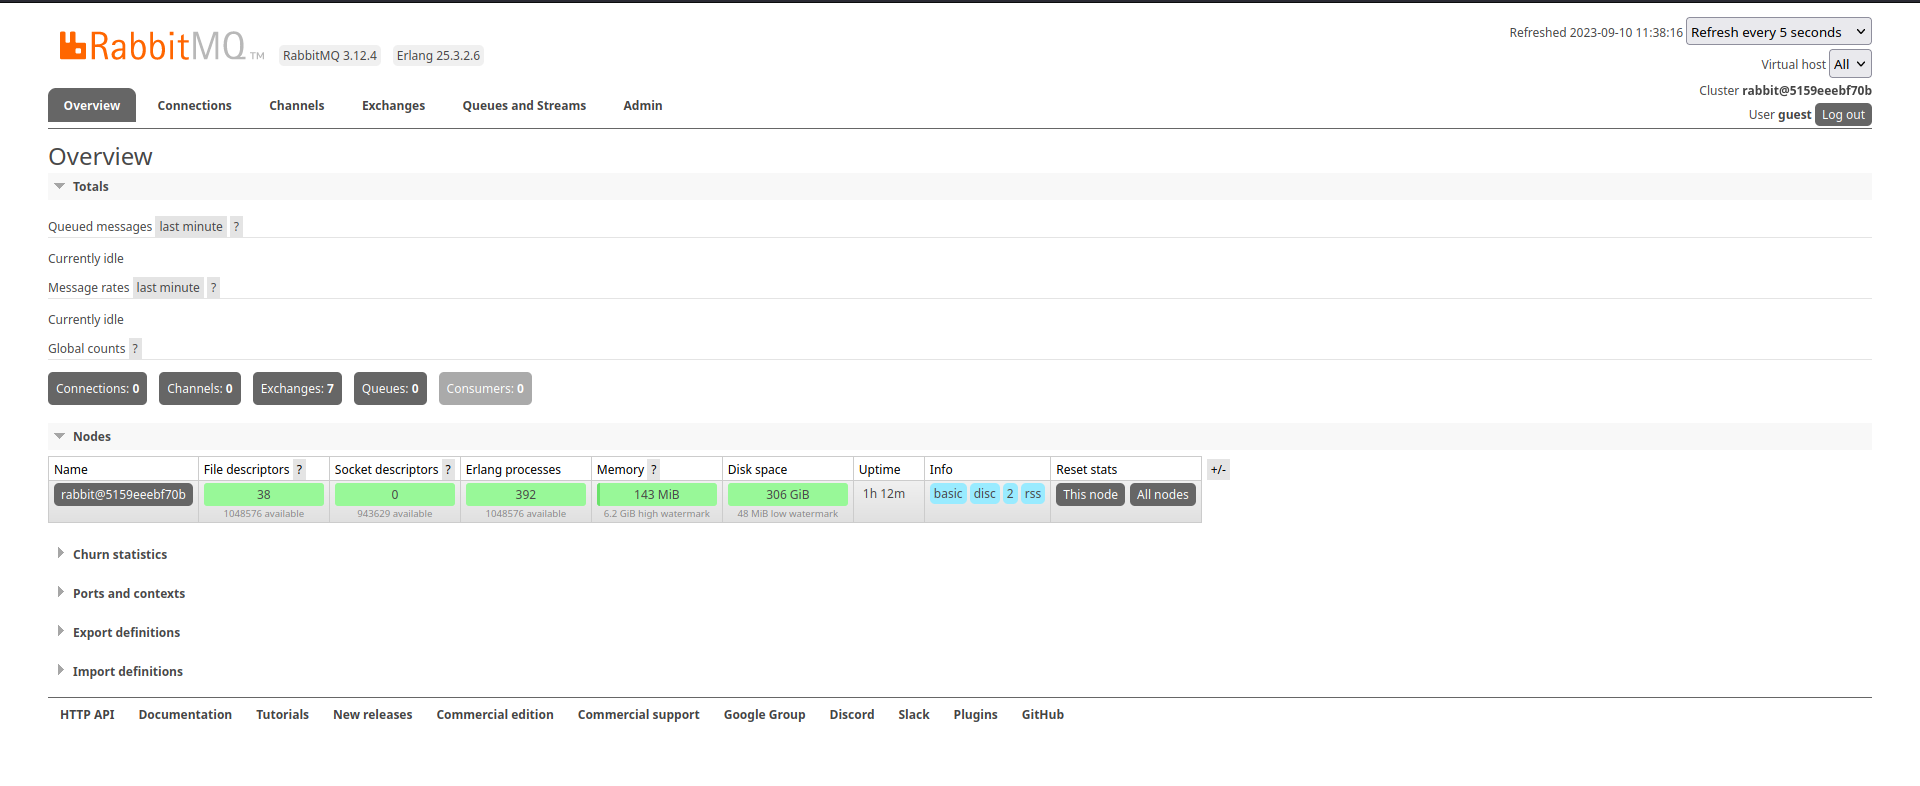 RabbitMQ TM RabbitMQ 3.12.4 Erlang 25.3.2.6
Refreshed 2023-09-10 11:38:16 Refresh every 5 seconds
Virtual host All
Cluster rabbit@5159eeebf70b
User guest Log out
Overview Connections Channels Exchanges Queues and Streams Admin
Overview
Totals
Queued messages last minute ?
Currently idle
Message rates last minute ?
Currently idle
Global counts ?
Connections: 0 Channels: 0 Exchanges: 7 Queues: 0 Consumers: 0
Nodes
Name File descriptors ? Socket descriptors ? Erlang processes Memory ? Disk space Uptime Info Reset stats +/-
rabbit@5159eeebf70b 38 0 392 143 MiB 306 GiB 1h 12m basic disc 2 rss This node All nodes
1048576 available 943629 available 1048576 available 6.2 GiB high watermark 48 MiB low watermark
Churn statistics
Ports and contexts
Export definitions
Import definitions
HTTP API Documentation Tutorials New releases Commercial edition Commercial support Google Group Discord Slack Plugins GitHub